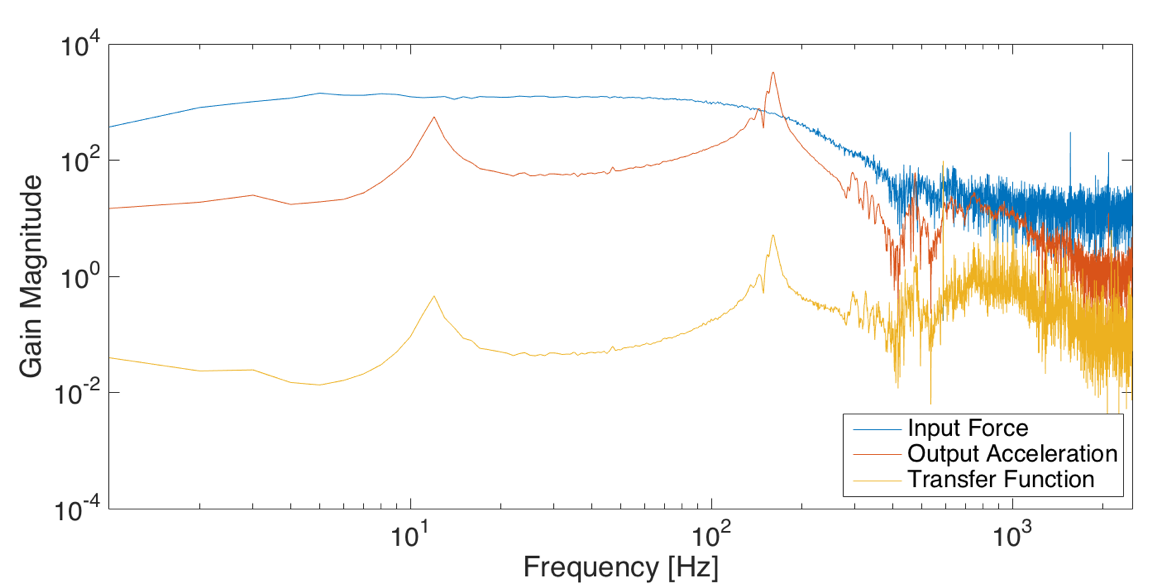 Gain Magnitude
10^4
10^2
10^0
10^-2
10^-4
10^1
10^2
10^3
Frequency [Hz]
Input Force
Output Acceleration
Transfer Function